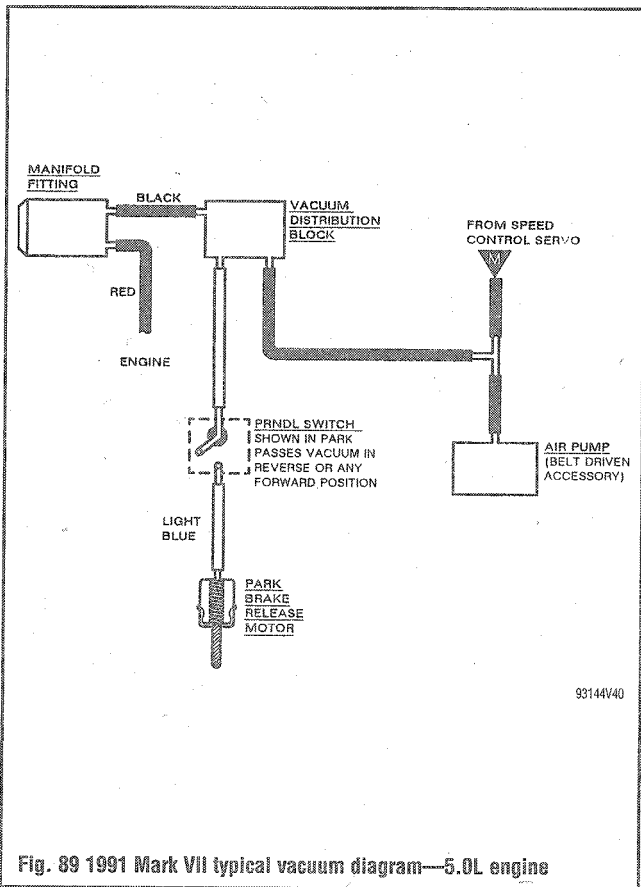 MANIFOLD
FITTING
BLACK
VACUUM
DISTRIBUTION
BLOCK
FROM SPEED
CONTROL SERVO
M
RED
ENGINE
PRNDL SWITCH
SHOWN IN PARK
PASSES VACUUM IN
REVERSE OR ANY
FORWARD POSITION
AIR PUMP
(BELT DRIVEN
ACCESSORY)
LIGHT
BLUE
PARK
BRAKE
RELEASE
MOTOR
93144V40
Fig. 89 1991 Mark VII typical vacuum diagram—5.0L engine